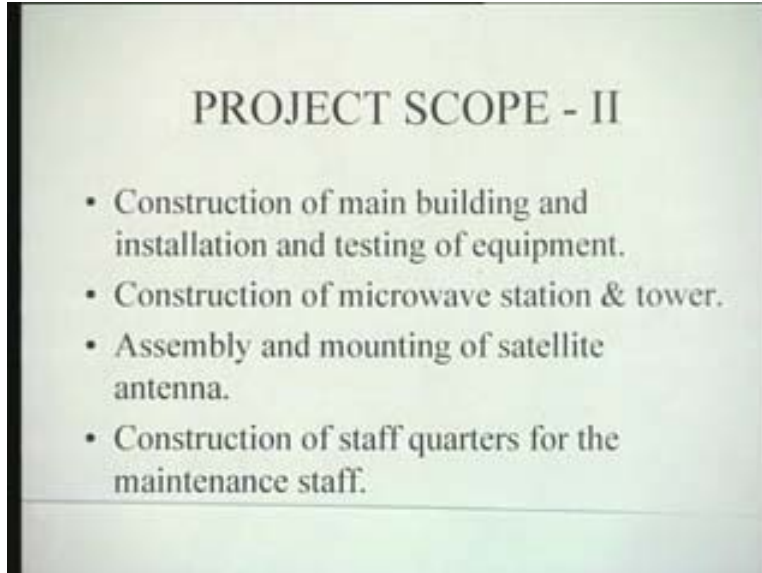 PROJECT SCOPE - II
• Construction of main building and
installation and testing of equipment.
• Construction of microwave station & tower.
• Assembly and mounting of satellite
antenna.
• Construction of staff quarters for the
maintenance staff.